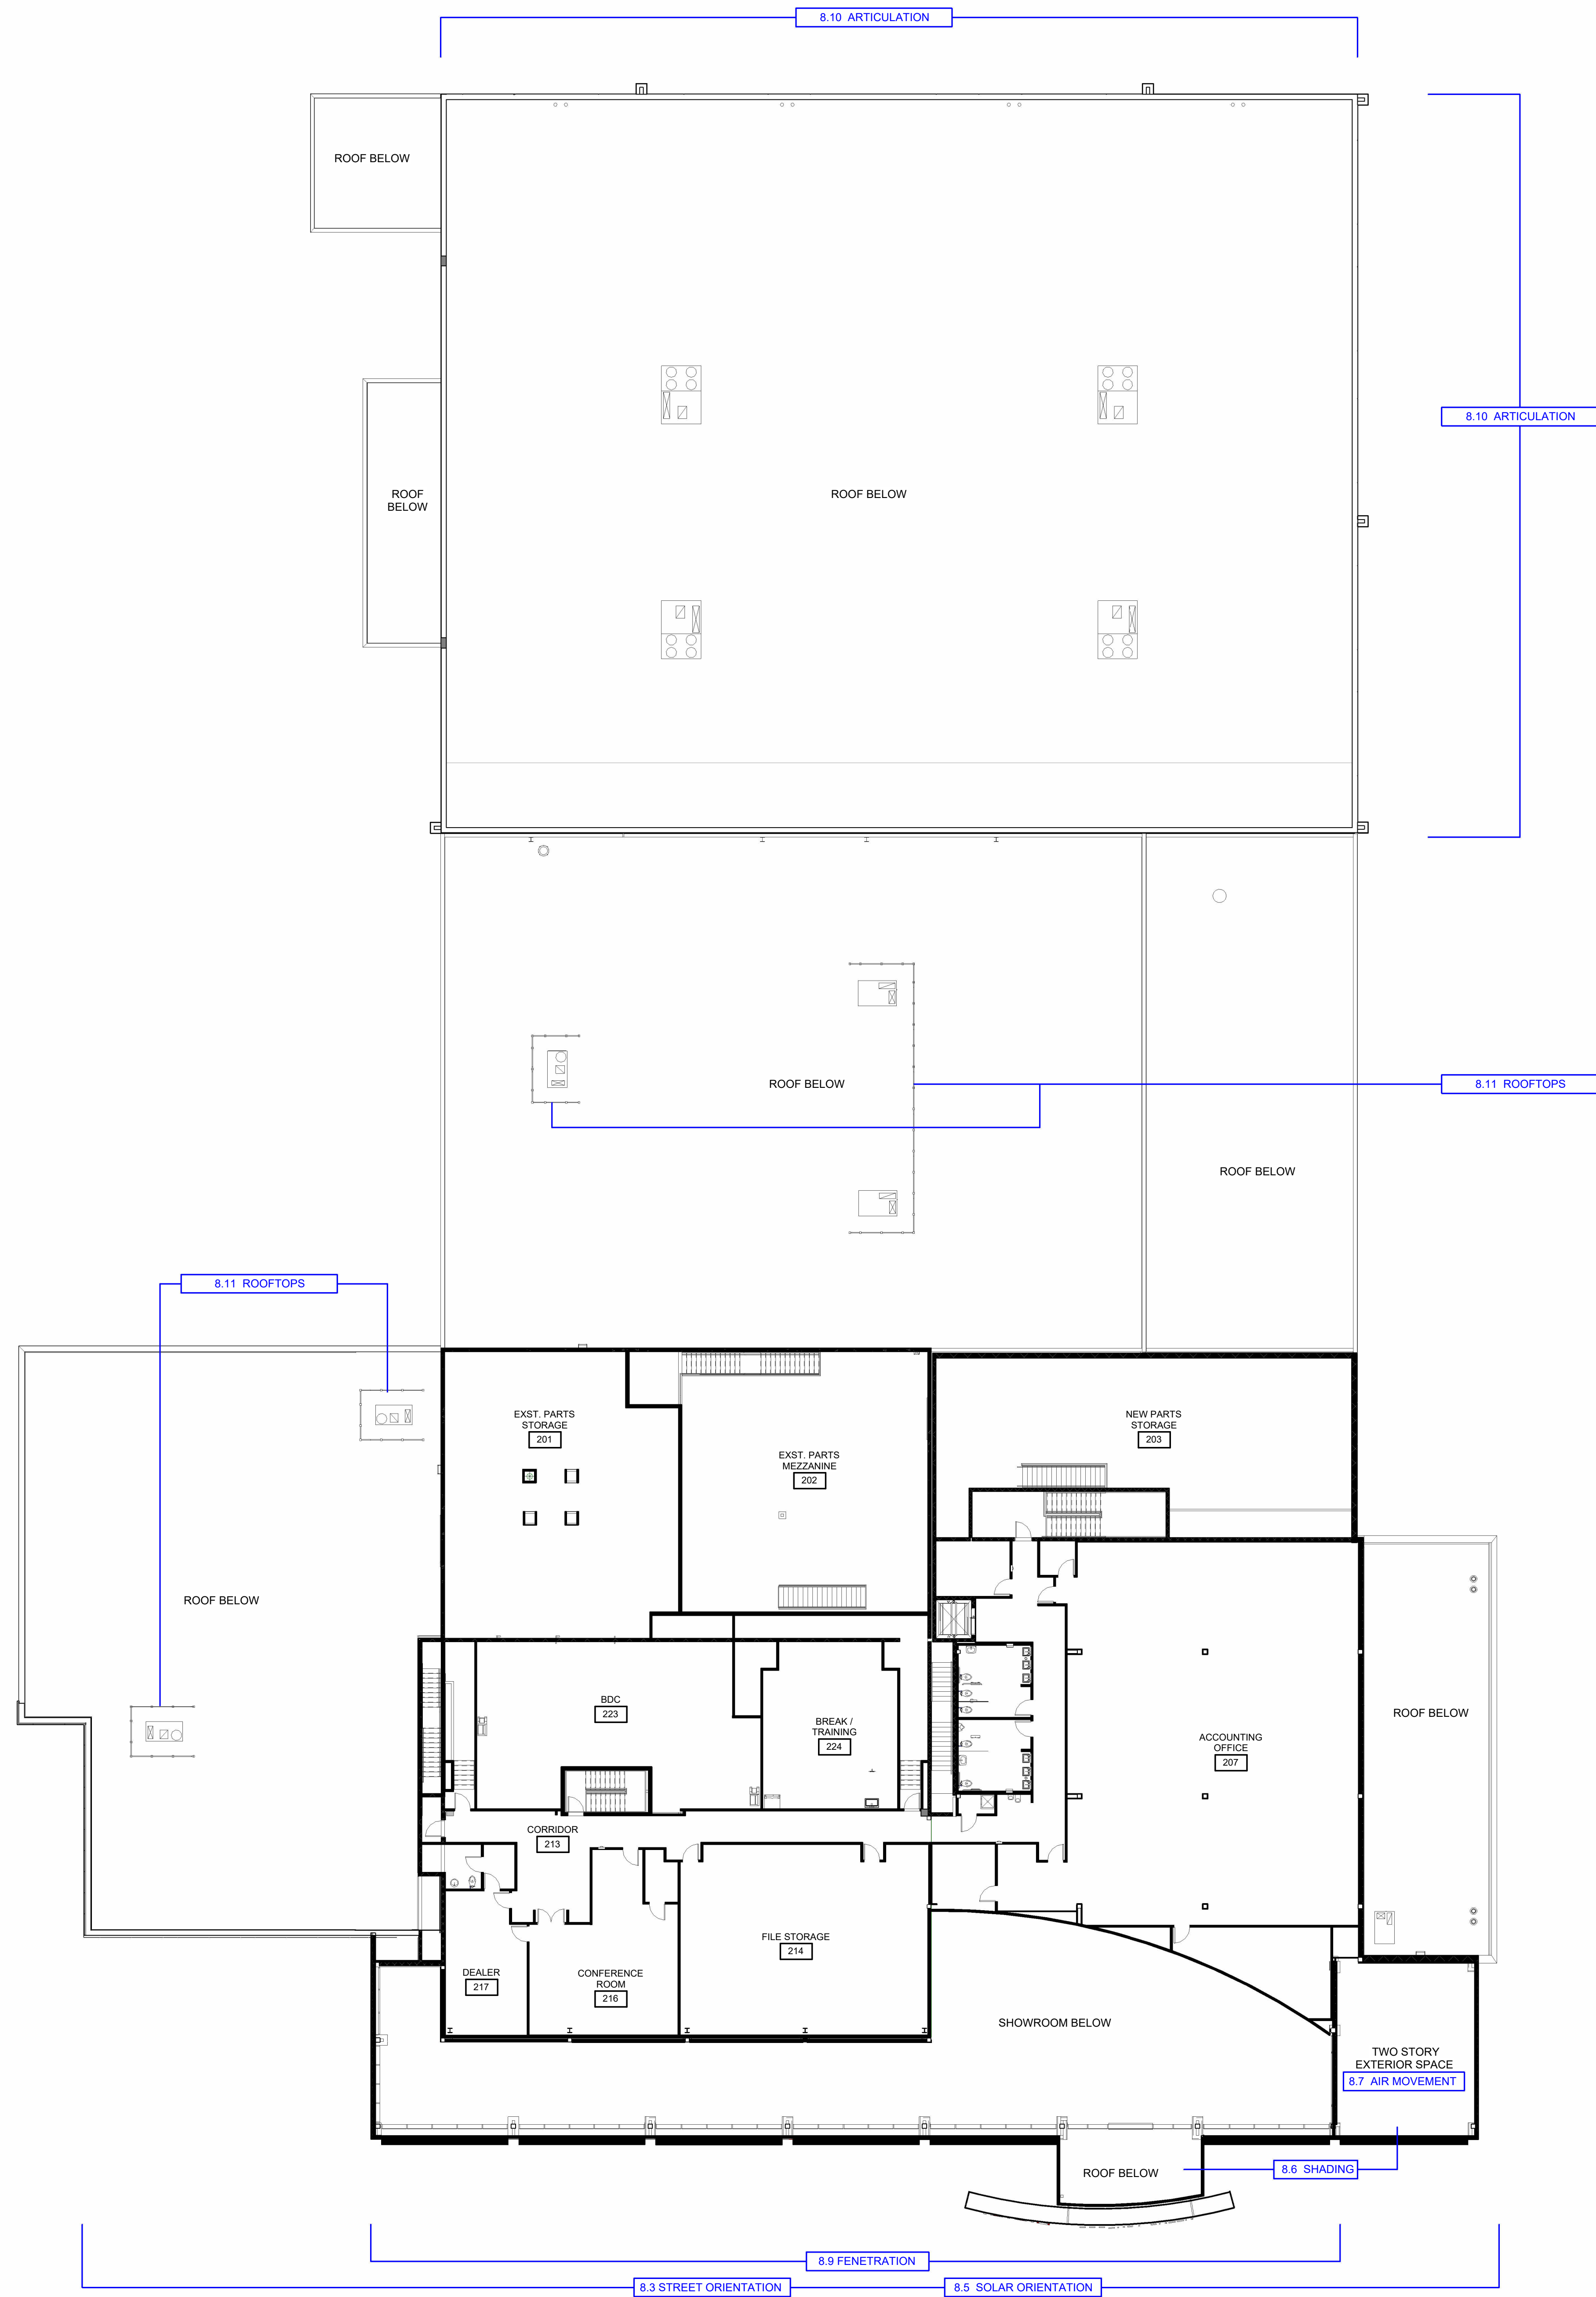 8.10 ARTICULATION
ROOF BELOW
8.10 ARTICULATION
ROOF
BELOW
ROOF BELOW
ROOF BELOW
8.11 ROOFTOPS
ROOF BELOW
8.11 ROOFTOPS
EXST. PARTS
STORAGE
201
NEW PARTS
STORAGE
203
EXST. PARTS
MEZZANINE
202
ROOF BELOW
BDC
223
BREAK /
TRAINING
224
ACCOUNTING
OFFICE
207
ROOF BELOW
CORRIDOR
213
FILE STORAGE
214
DEALER
217
CONFERENCE
ROOM
216
SHOWROOM BELOW
TWO STORY
EXTERIOR SPACE
8.7 AIR MOVEMENT
ROOF BELOW
8.6 SHADING
8.9 FENETRATION
8.3 STREET ORIENTATION
8.5 SOLAR ORIENTATION